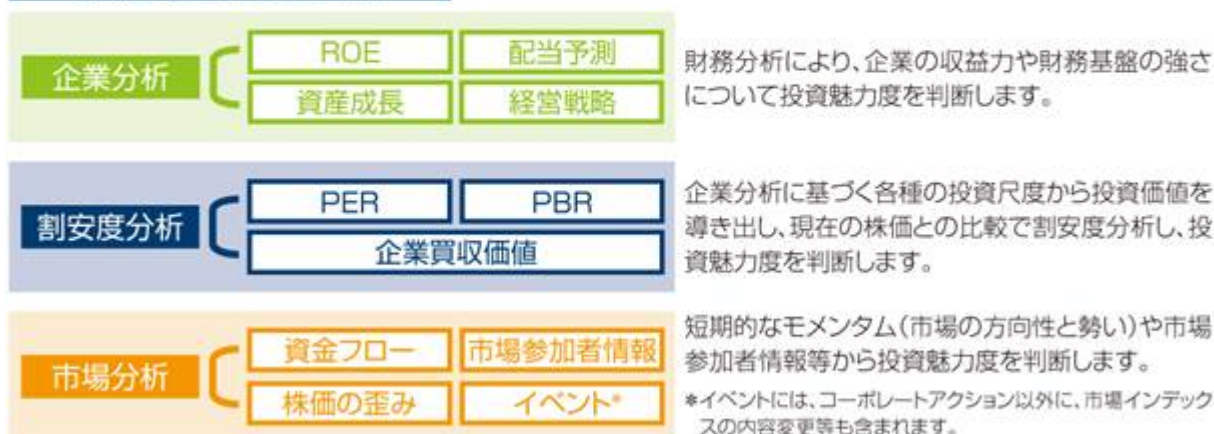 企業分析
ROE
配当予測
資産成長
経営戦略
財務分析により、企業の収益力や財務基盤の強さ
について投資魅力度を判断します。
割安度分析
PER
PBR
企業買収価値
企業分析に基づく各種の投資尺度から投資価値を
導き出し、現在の株価との比較で割安度分析し、投
資魅力度を判断します。
市場分析
資金フロー
市場参加者情報
株価の歪み
イベント*
短期的なモメンタム(市場の方向性と勢い)や市場
参加者情報等から投資魅力度を判断します。
*イベントには、コーポレートアクション以外に、市場インデック
スの内容変更等も含まれます。